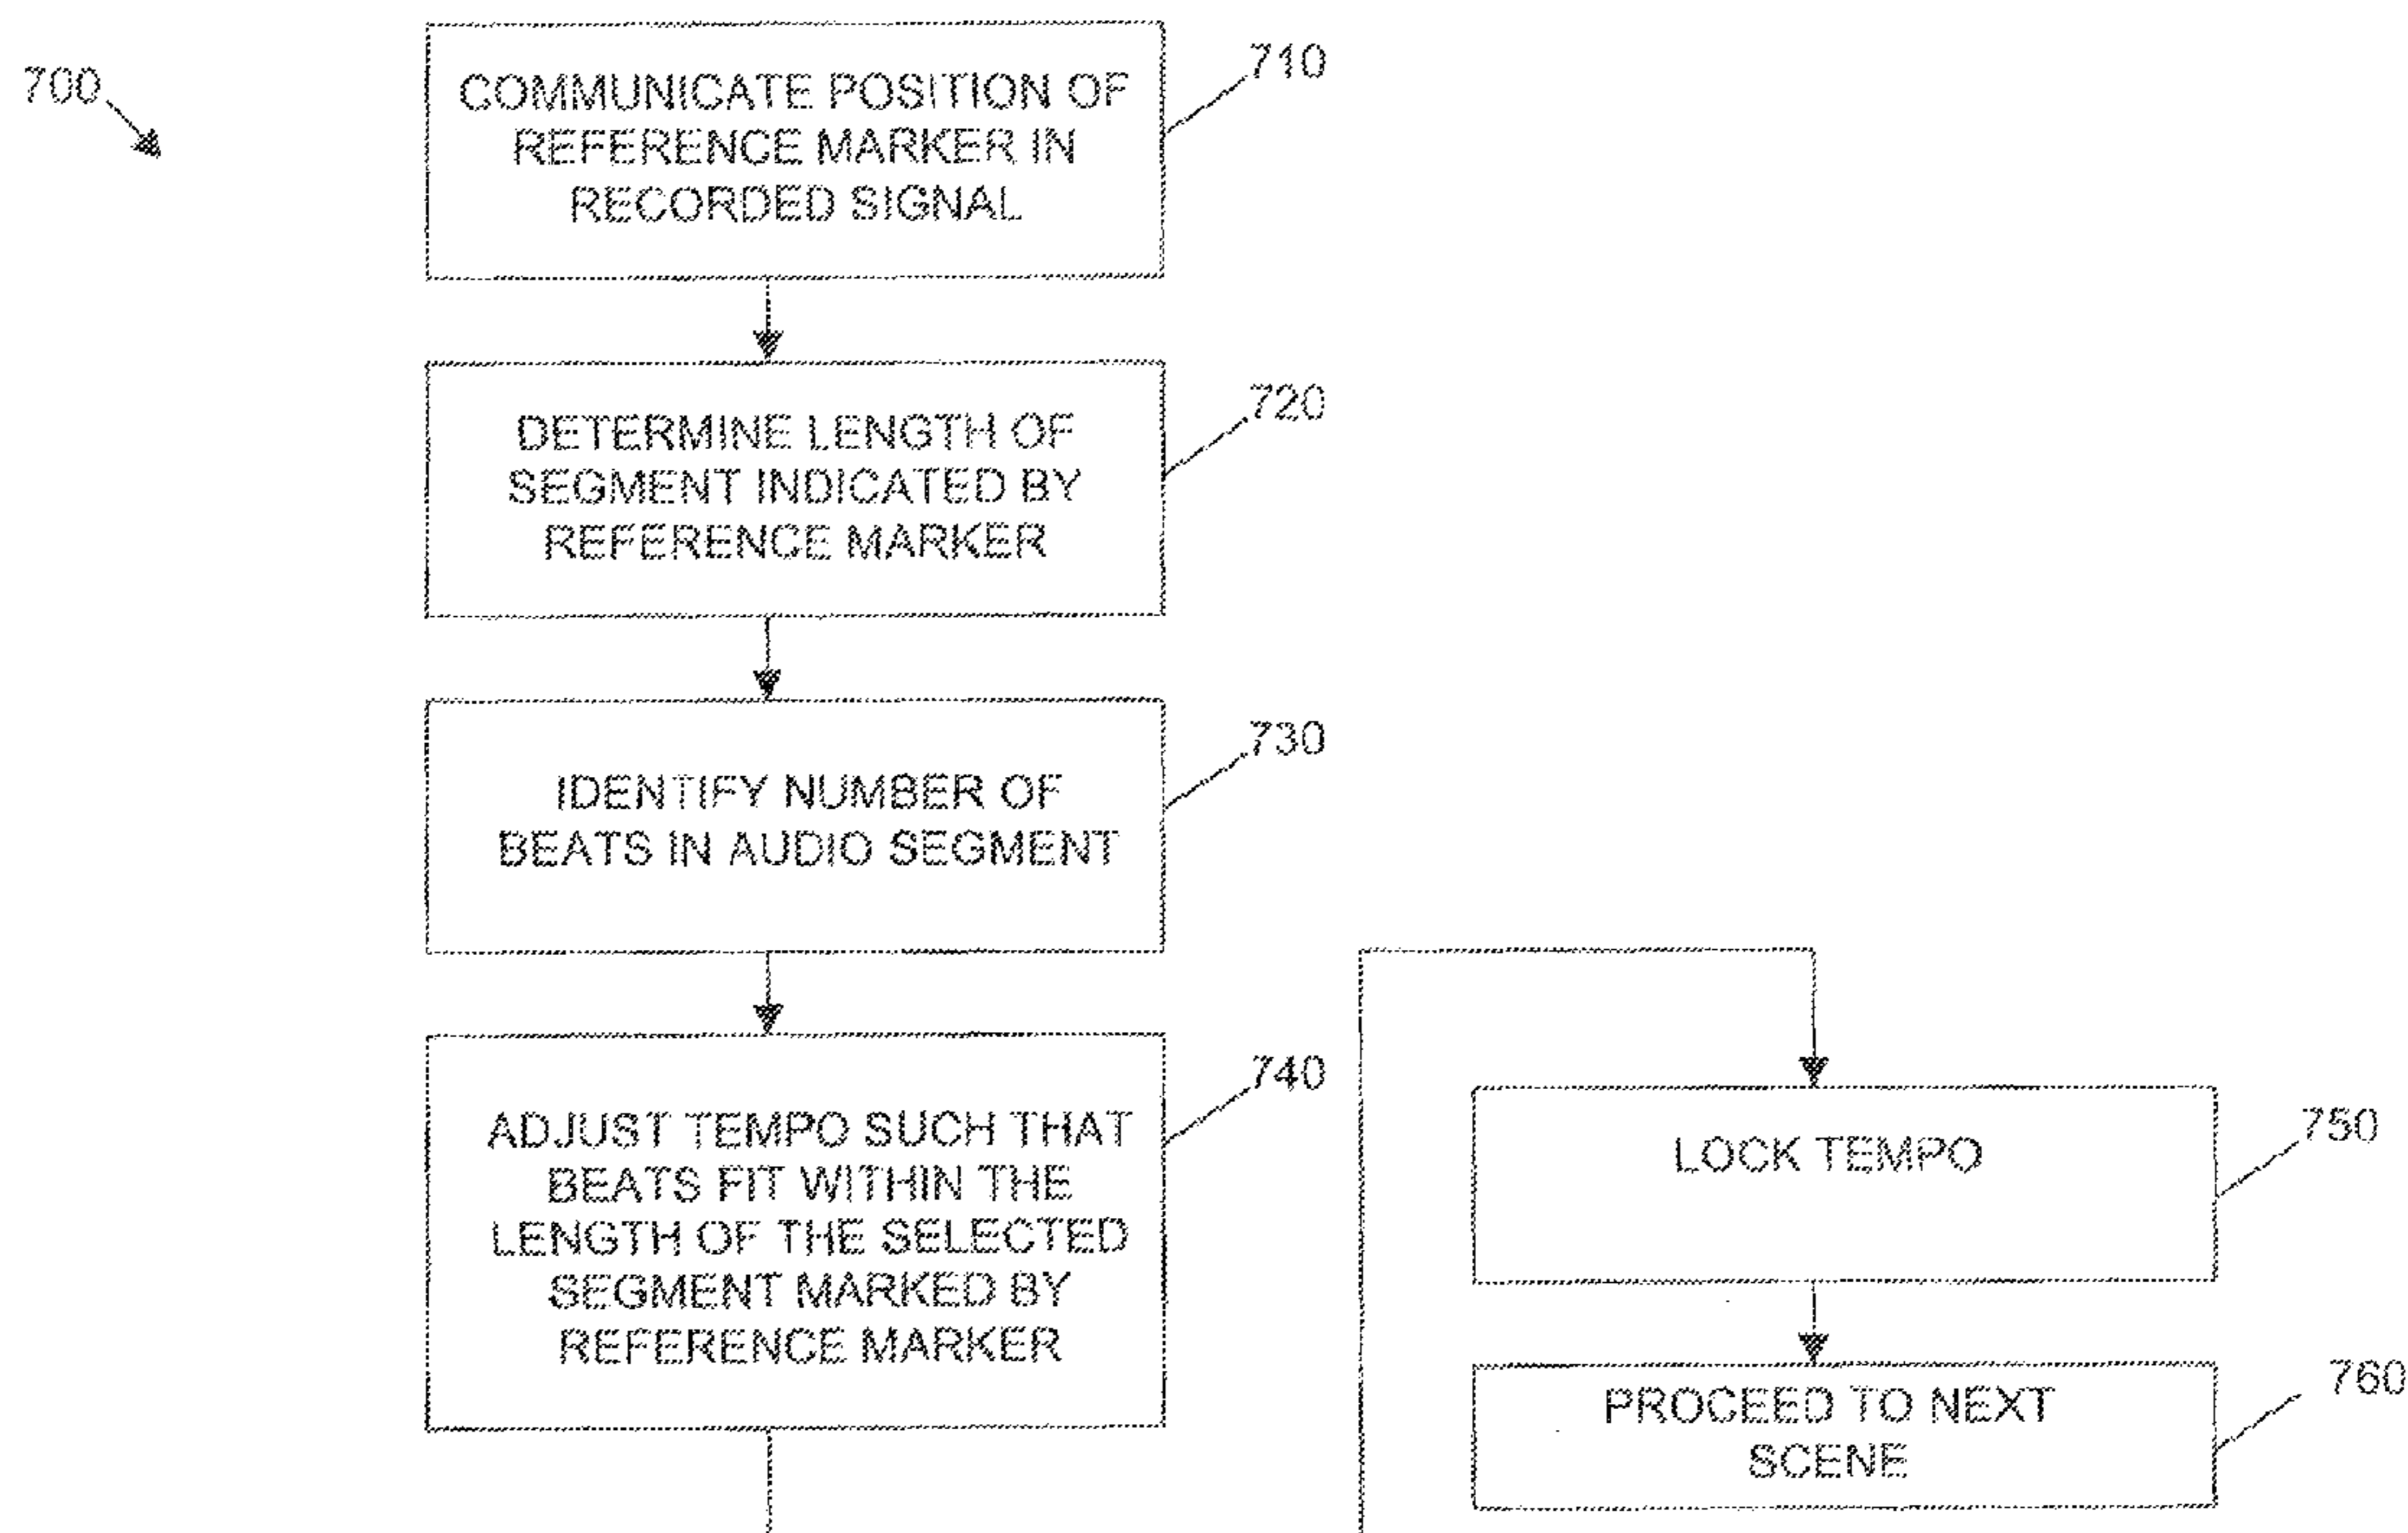 700
COMMUNICATE POSITION OF
REFERENCE MARKER IN
RECORDED SIGNAL
710
DETERMINE LENGTH OF
SEGMENT INDICATED BY
REFERENCE MARKER
720
IDENTIFY NUMBER OF
BEATS IN AUDIO SEGMENT
730
ADJUST TEMPO SUCH THAT
BEATS FIT WITHIN THE
LENGTH OF THE SELECTED
SEGMENT MARKED BY
REFERENCE MARKER
740
LOCK TEMPO
750
PROCEED TO NEXT
SCENE
760